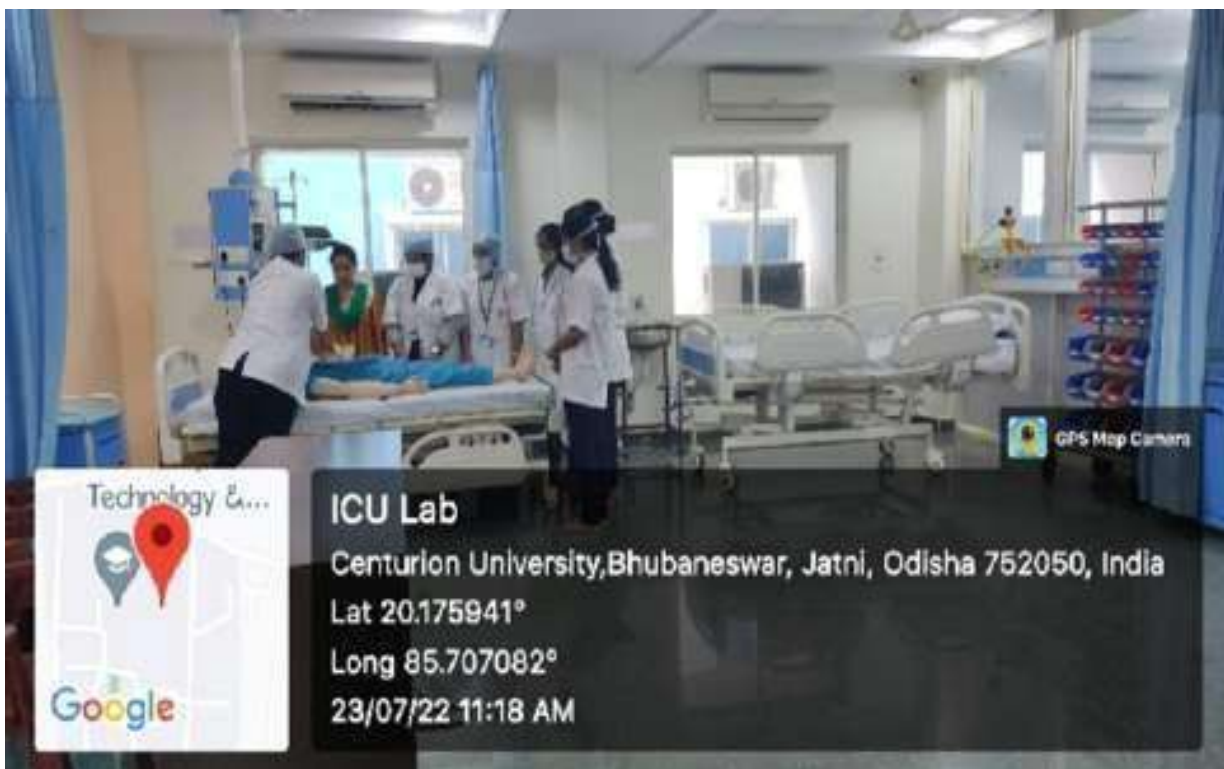 GPS Map Camera
Technology &...
Google
ICU Lab
Centurion University,Bhubaneswar, Jatni, Odisha 752050, India
Lat 20.175941°
Long 85.707082°
23/07/22 11:18 AM